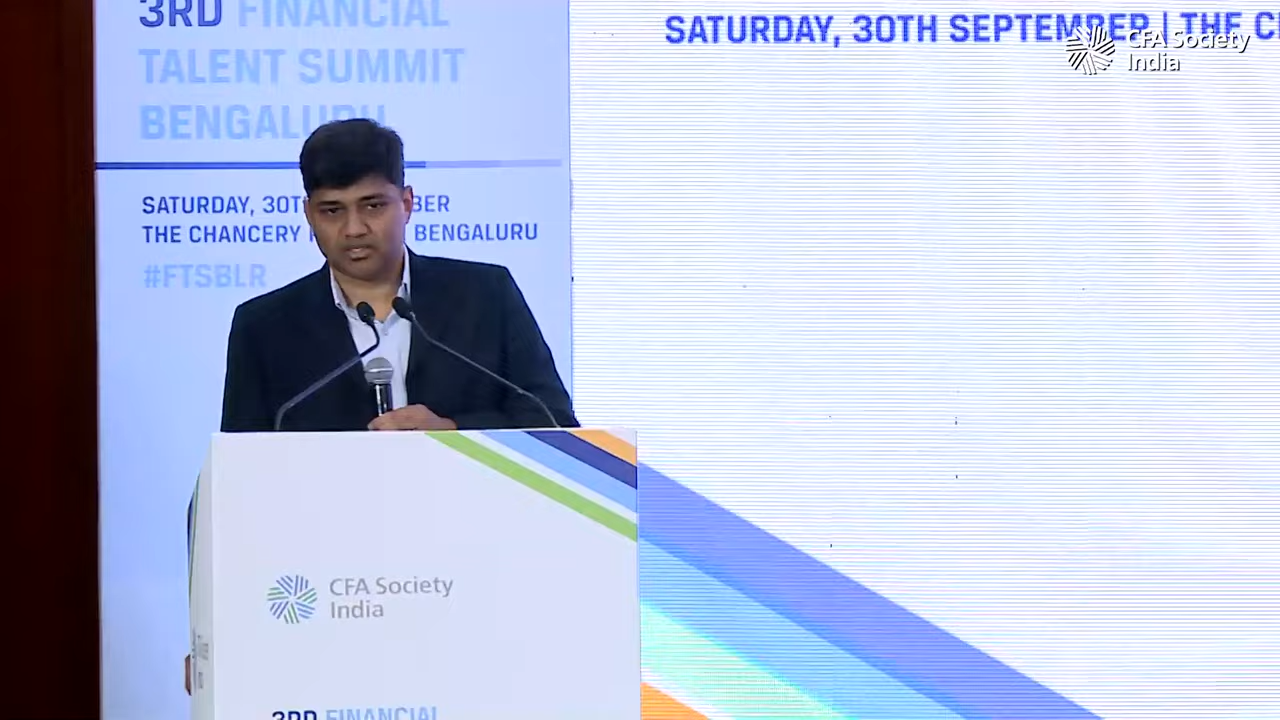 3RD FINANCIAL
TALENT SUMMIT
BENGALURU
SATURDAY, 30T BER
THE CHANCERY BENGALURU
#FTSBLR
SATURDAY, 30TH SEPTEMBER | THE C
CFA Society
India
CFA Society
India
3RD FINANCIAL